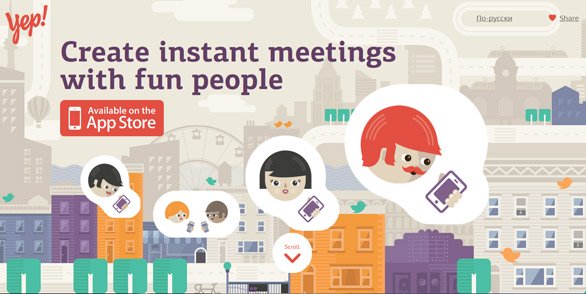 Yep!
По-русски
Share
Create instant meetings
with fun people
Available on the
App Store
Scroll